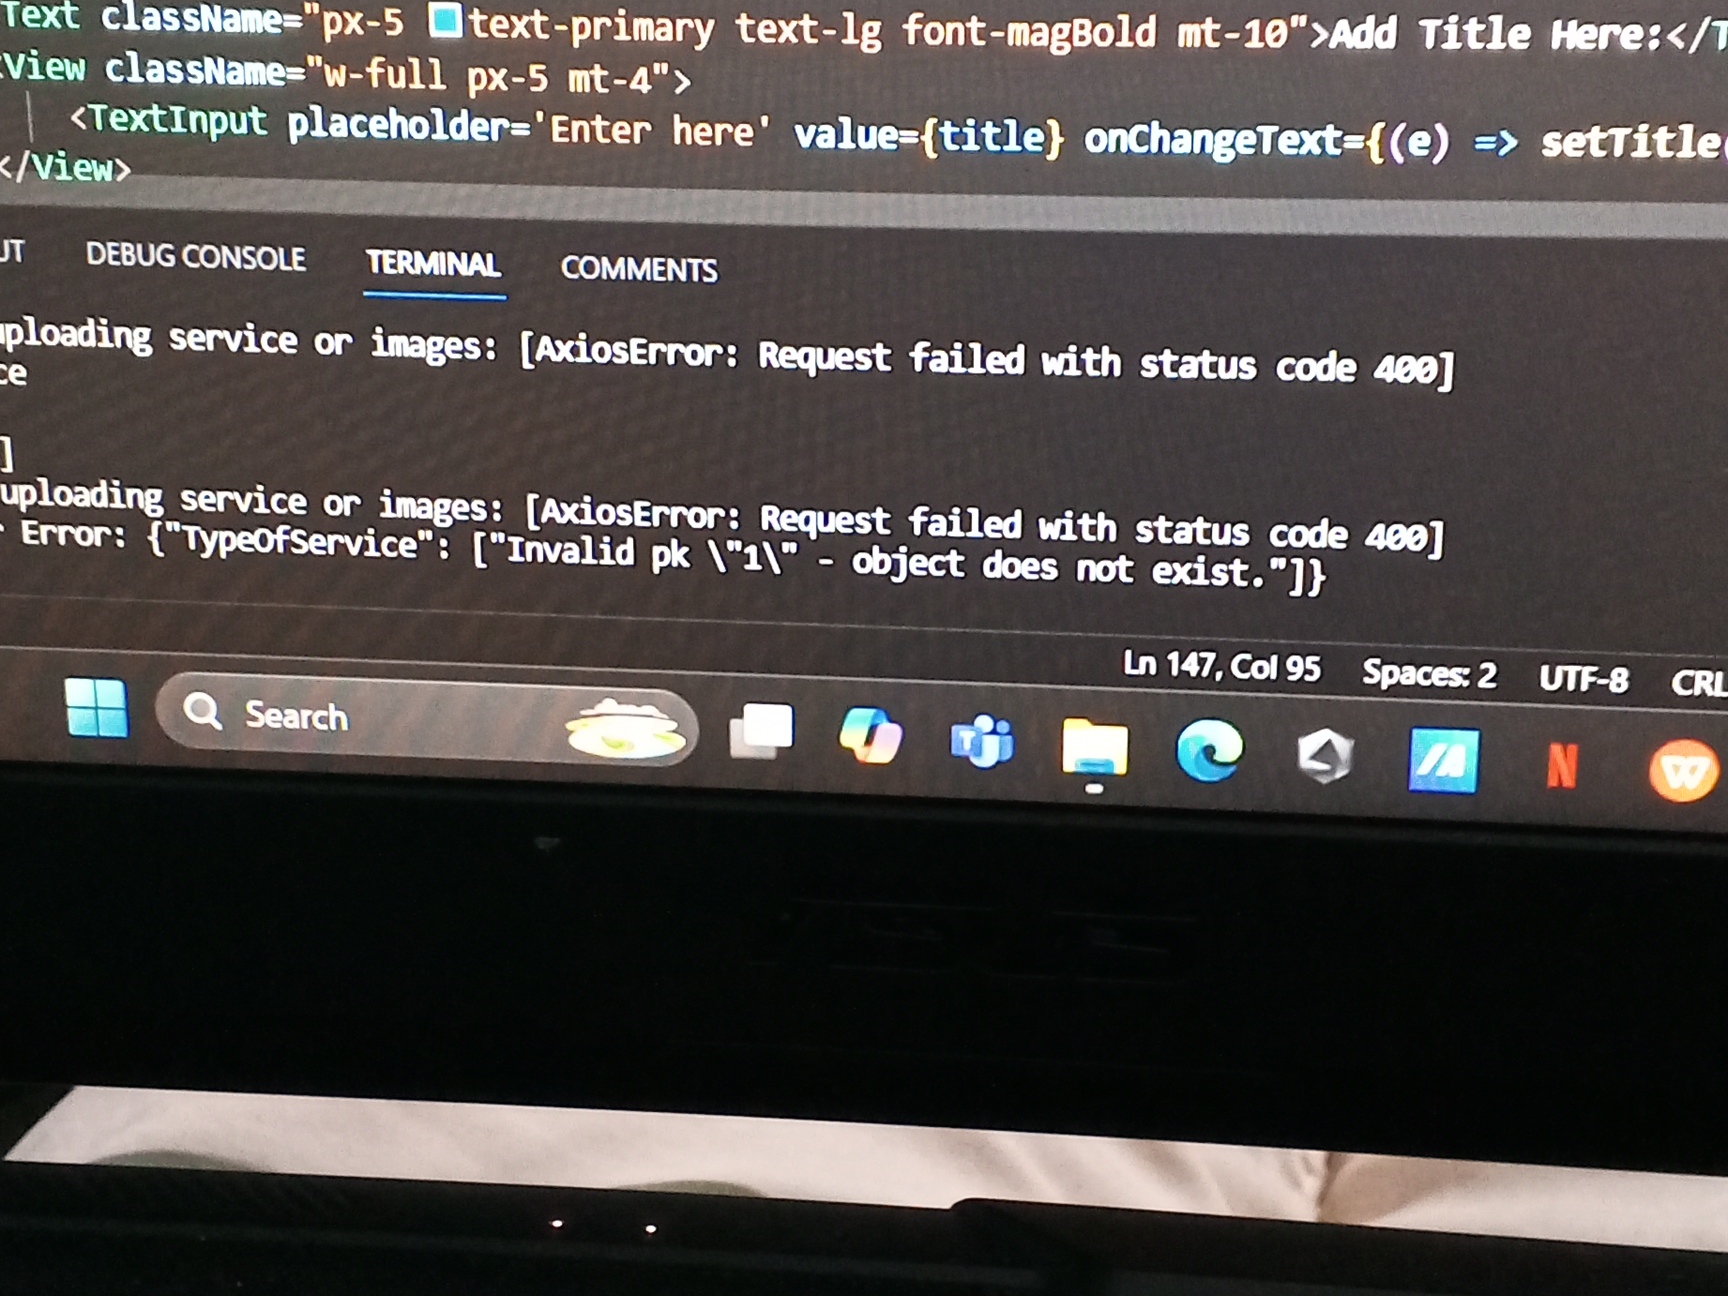 Text className="px-5 text-primary text-lg font-magBold mt-10">Add Title Here:</T
<View className="w-full px-5 mt-4">
<TextInput placeholder='Enter here' value={title} onChangeText={(e) => setTitle(
</View>
UT DEBUG CONSOLE TERMINAL COMMENTS
uploading service or images: [AxiosError: Request failed with status code 400]
ce
]
uploading service or images: [AxiosError: Request failed with status code 400]
Error: {"TypeOfService": ["Invalid pk \"1\" - object does not exist."]}
Ln 147, Col 95 Spaces: 2 UTF-8 CRL
Search
T
N
W